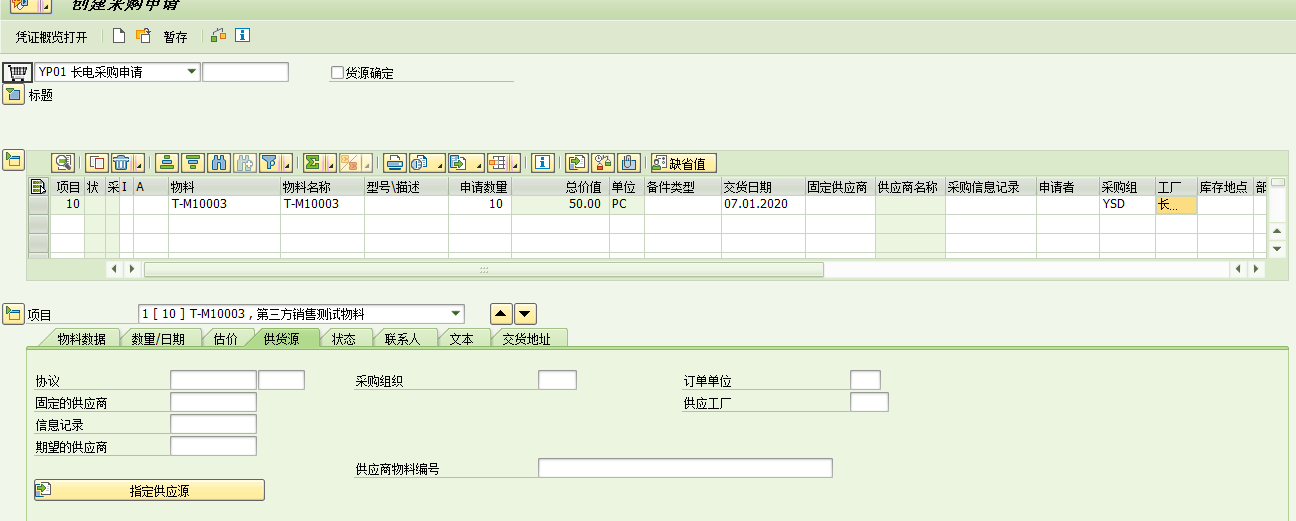 创建采购申请
凭证概览打开 暂存
YP01 长电采购申请 货源确定
标题
缺省值
项目 状 采 I A 物料 物料名称 型号\描述 申请数量 总价值 单位 备件类型 交货日期 固定供应商 供应商名称 采购信息记录 申请者 采购组 工厂 库存地点 部
10 T-M10003 T-M10003 10 50.00 PC 07.01.2020 YSD 长...
项目 1 [ 10 ] T-M10003 , 第三方销售测试物料
物料数据 数量/日期 估价 供货源 状态 联系人 文本 交货地址
协议 采购组织 订单单位
固定的供应商 供应工厂
信息记录
期望的供应商
供应商物料编号
指定供应源